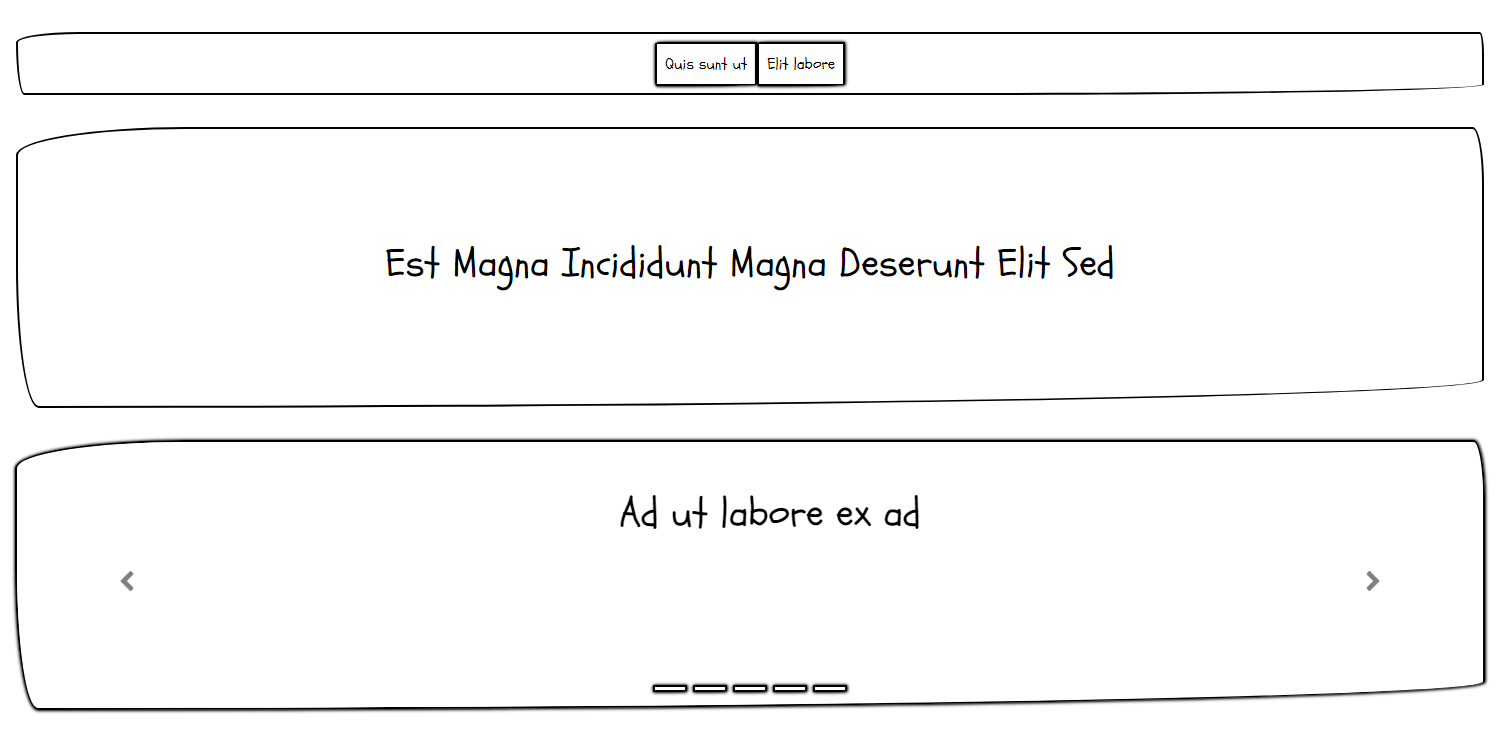 Quis sunt ut
Elit labore
Est Magna Incididunt Magna Deserunt Elit Sed
Ad ut labore ex ad